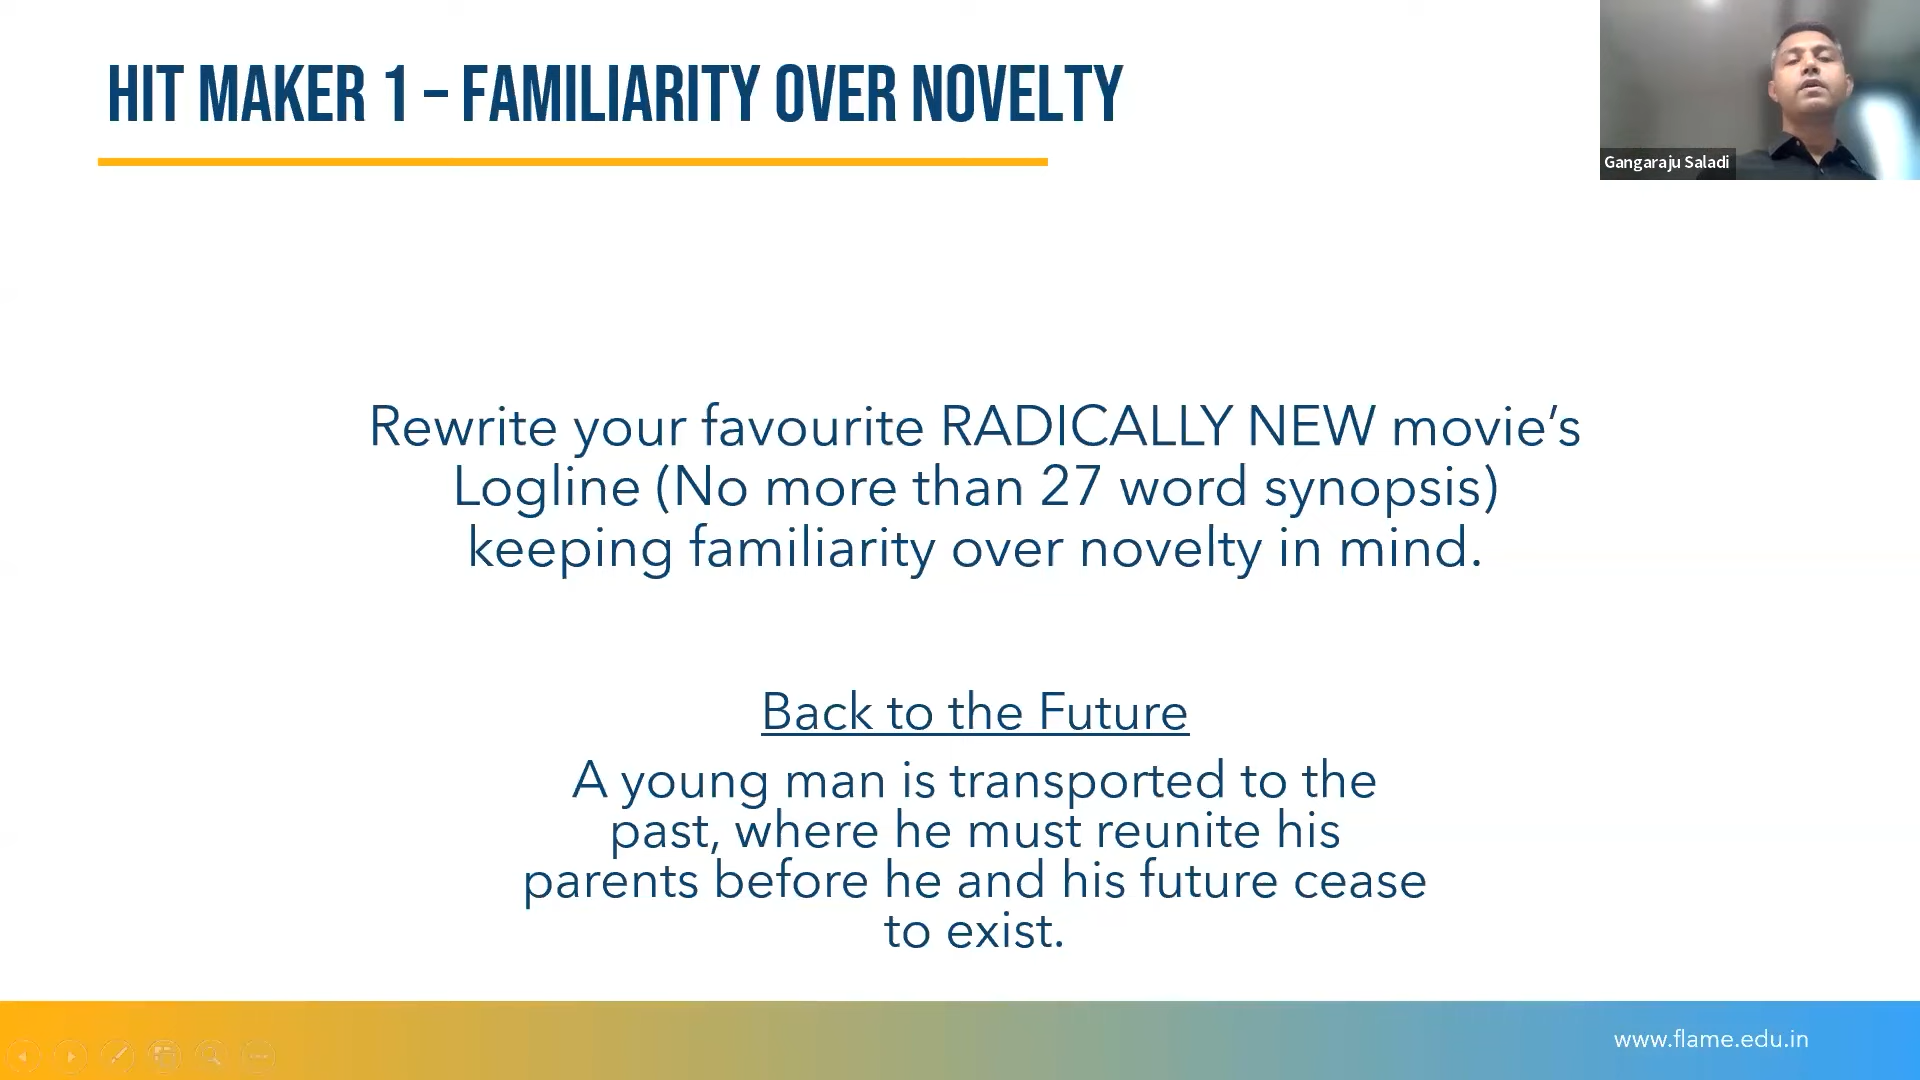 HIT MAKER 1 – FAMILIARITY OVER NOVELTY
Gangaraju Saladi
Rewrite your favourite RADICALLY NEW movie’s
Logline (No more than 27 word synopsis)
keeping familiarity over novelty in mind.
Back to the Future
A young man is transported to the
past, where he must reunite his
parents before he and his future cease
to exist.
www.flame.edu.in